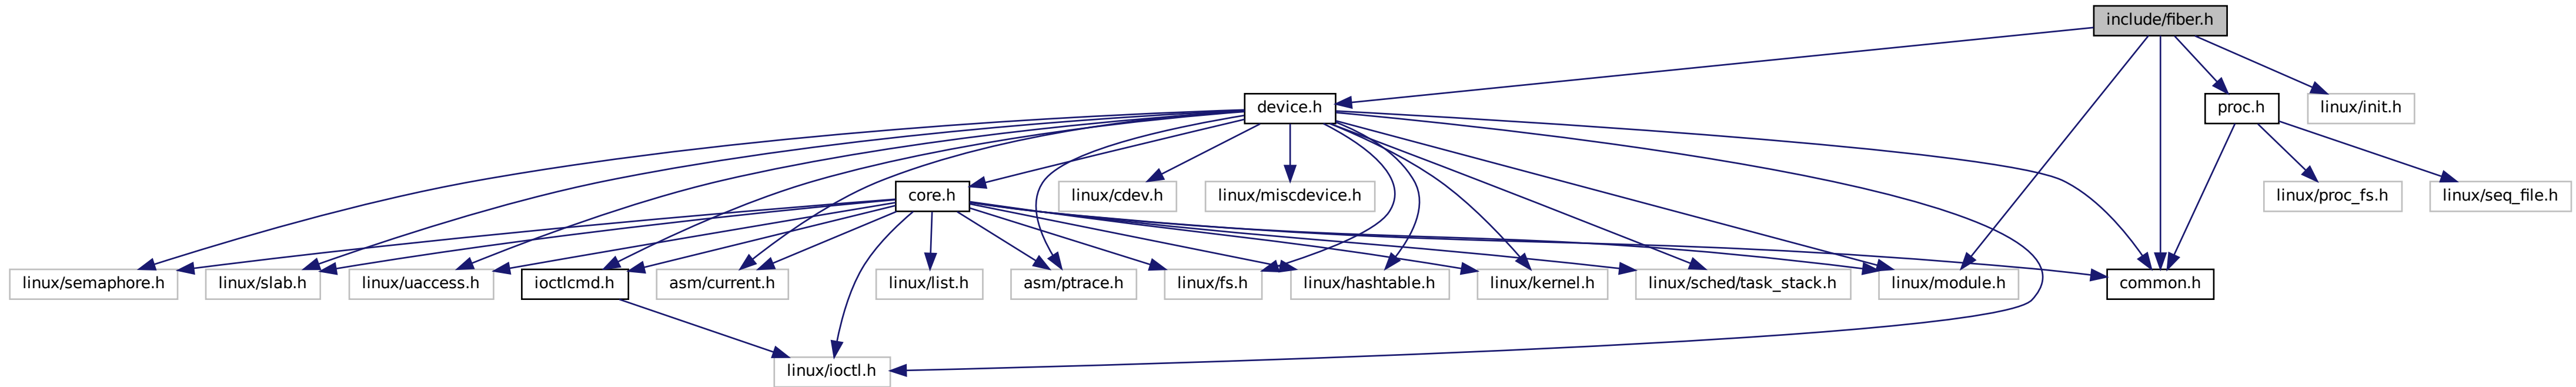 include/fiber.h
device.h
proc.h
linux/init.h
core.h
linux/cdev.h
linux/miscdevice.h
linux/proc_fs.h
linux/seq_file.h
linux/semaphore.h
linux/slab.h
linux/uaccess.h
ioctlcmd.h
asm/current.h
linux/list.h
asm/ptrace.h
linux/fs.h
linux/hashtable.h
linux/kernel.h
linux/sched/task_stack.h
linux/module.h
common.h
linux/ioctl.h